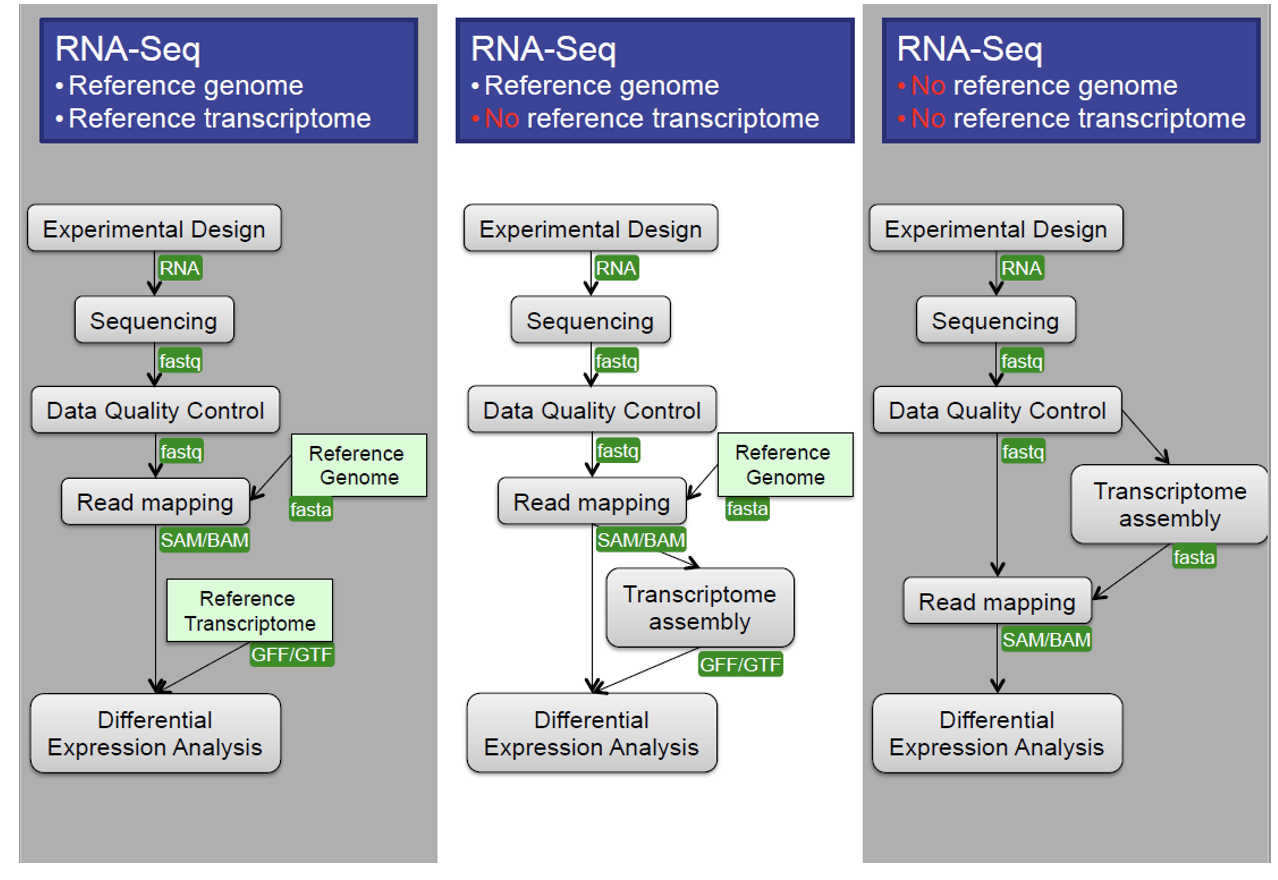 RNA-Seq
• Reference genome
• Reference transcriptome
Experimental Design
RNA
Sequencing
fastq
Data Quality Control
fastq
Reference
Genome
fasta
Read mapping
SAM/BAM
Reference
Transcriptome
GFF/GTF
Differential
Expression Analysis
RNA-Seq
• Reference genome
• No reference transcriptome
Experimental Design
RNA
Sequencing
fastq
Data Quality Control
fastq
Reference
Genome
fasta
Read mapping
SAM/BAM
Transcriptome
assembly
GFF/GTF
Differential
Expression Analysis
RNA-Seq
• No reference genome
• No reference transcriptome
Experimental Design
RNA
Sequencing
fastq
Data Quality Control
fastq
Transcriptome
assembly
fasta
Read mapping
SAM/BAM
Differential
Expression Analysis